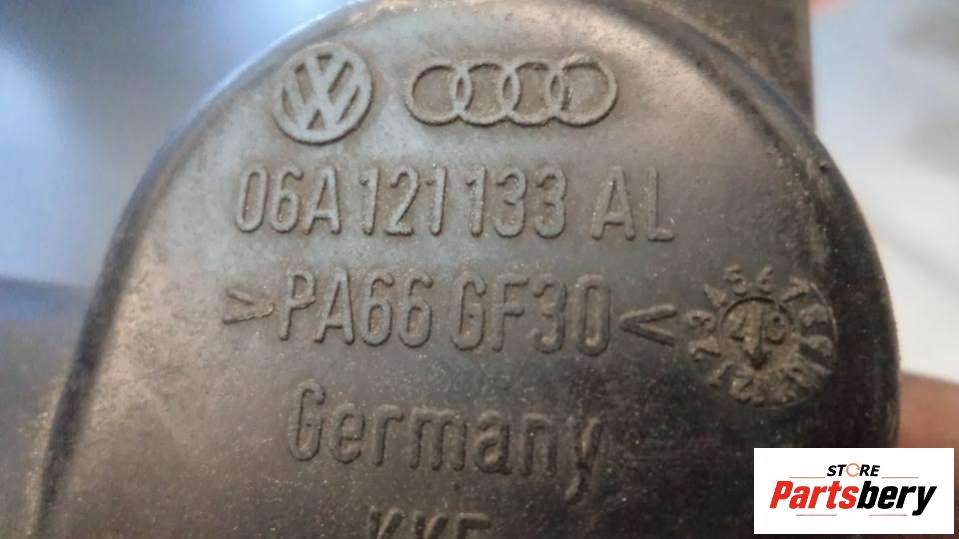 06A 121 133 AL
>PA66 GF30<
Germany
STORE
Partsbery